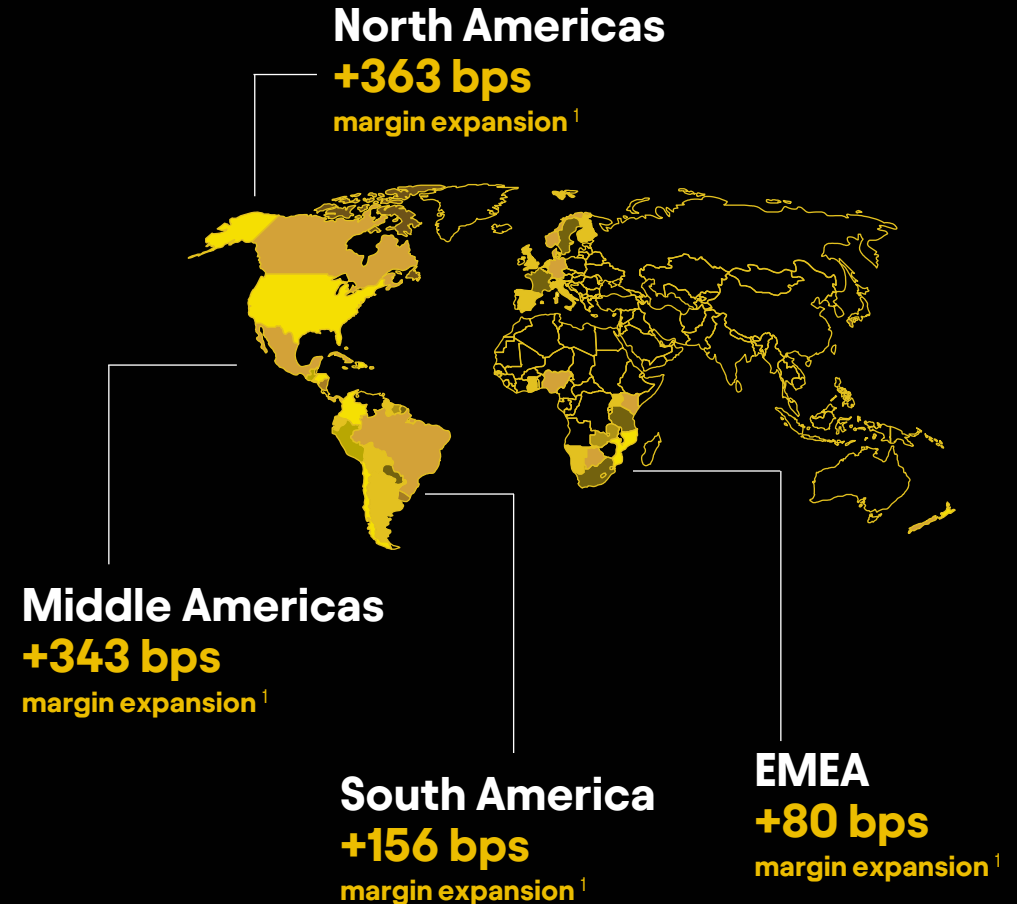 North Americas
+363 bps
margin expansion 1
Middle Americas
+343 bps
margin expansion 1
South America
+156 bps
margin expansion 1
EMEA
+80 bps
margin expansion 1